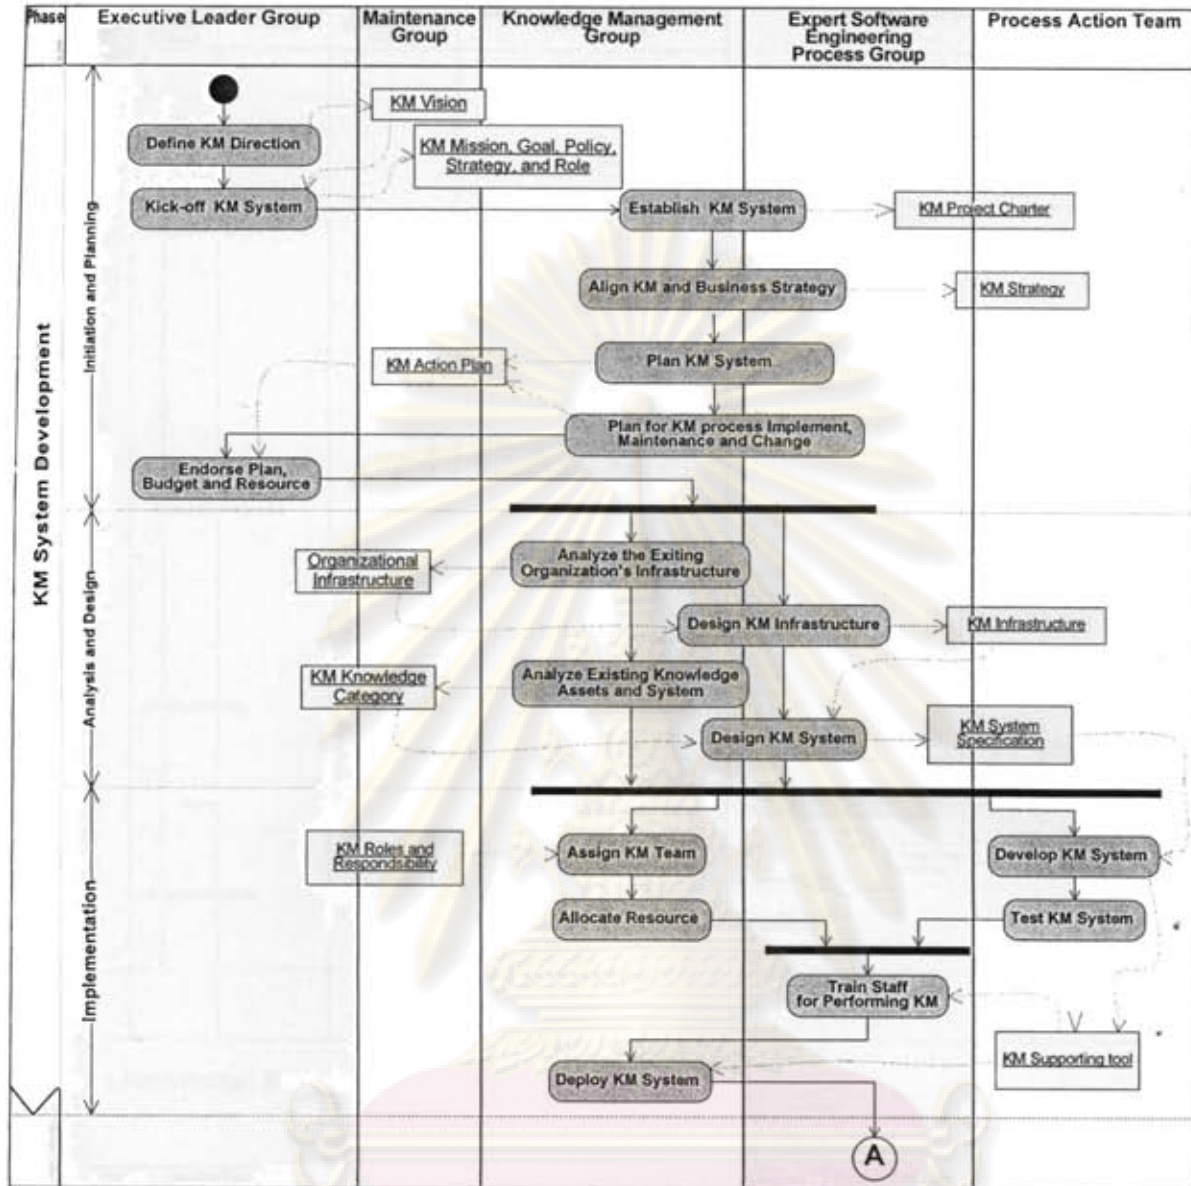 Phase
Executive Leader Group
Maintenance
Group
Knowledge Management
Group
Expert Software
Engineering
Process Group
Process Action Team
KM System Development
Initiation and Planning
KM Vision
Define KM Direction
KM Mission, Goal, Policy,
Strategy, and Role
Kick-off KM System
Establish KM System
KM Project Charter
Align KM and Business Strategy
KM Strategy
Plan KM System
KM Action Plan
Plan for KM process Implement,
Maintenance and Change
Endorse Plan,
Budget and Resource
Analysis and Design
Analyze the Exiting
Organization's Infrastructure
Organizational
Infrastructure
Design KM Infrastructure
KM Infrastructure
Analyze Existing Knowledge
Assets and System
KM Knowledge
Category
Design KM System
KM System
Specification
Implementation
KM Roles and
Respondsibility
Assign KM Team
Develop KM System
Allocate Resource
Test KM System
Train Staff
for Performing KM
KM Supporting tool
Deploy KM System
A